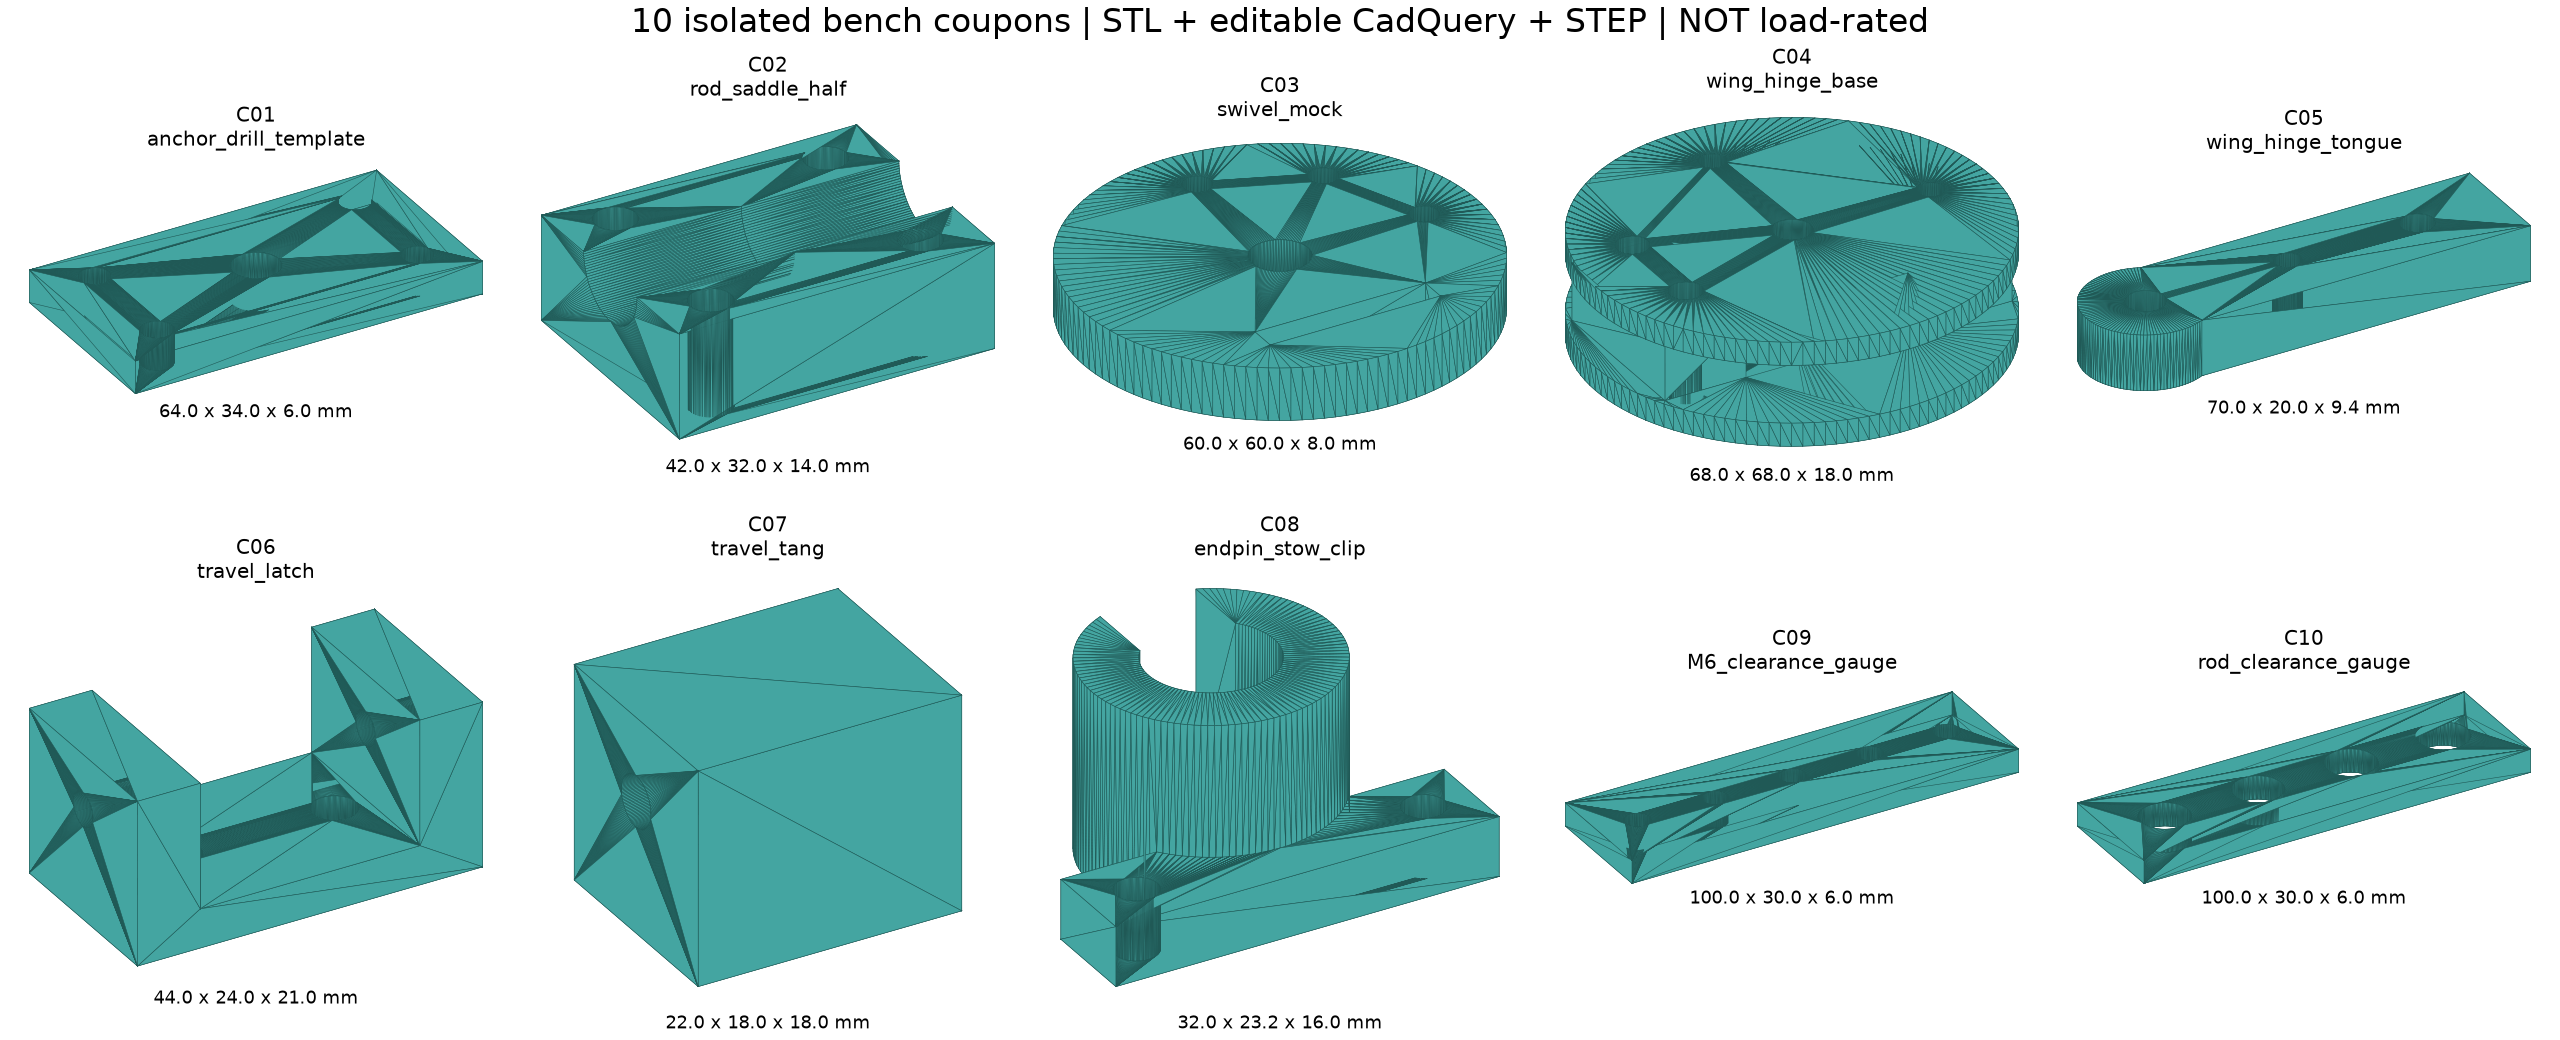 10 isolated bench coupons | STL + editable CadQuery + STEP | NOT load-rated
C01
anchor_drill_template
64.0 x 34.0 x 6.0 mm
C02
rod_saddle_half
42.0 x 32.0 x 14.0 mm
C03
swivel_mock
60.0 x 60.0 x 8.0 mm
C04
wing_hinge_base
68.0 x 68.0 x 18.0 mm
C05
wing_hinge_tongue
70.0 x 20.0 x 9.4 mm
C06
travel_latch
44.0 x 24.0 x 21.0 mm
C07
travel_tang
22.0 x 18.0 x 18.0 mm
C08
endpin_stow_clip
32.0 x 23.2 x 16.0 mm
C09
M6_clearance_gauge
100.0 x 30.0 x 6.0 mm
C10
rod_clearance_gauge
100.0 x 30.0 x 6.0 mm